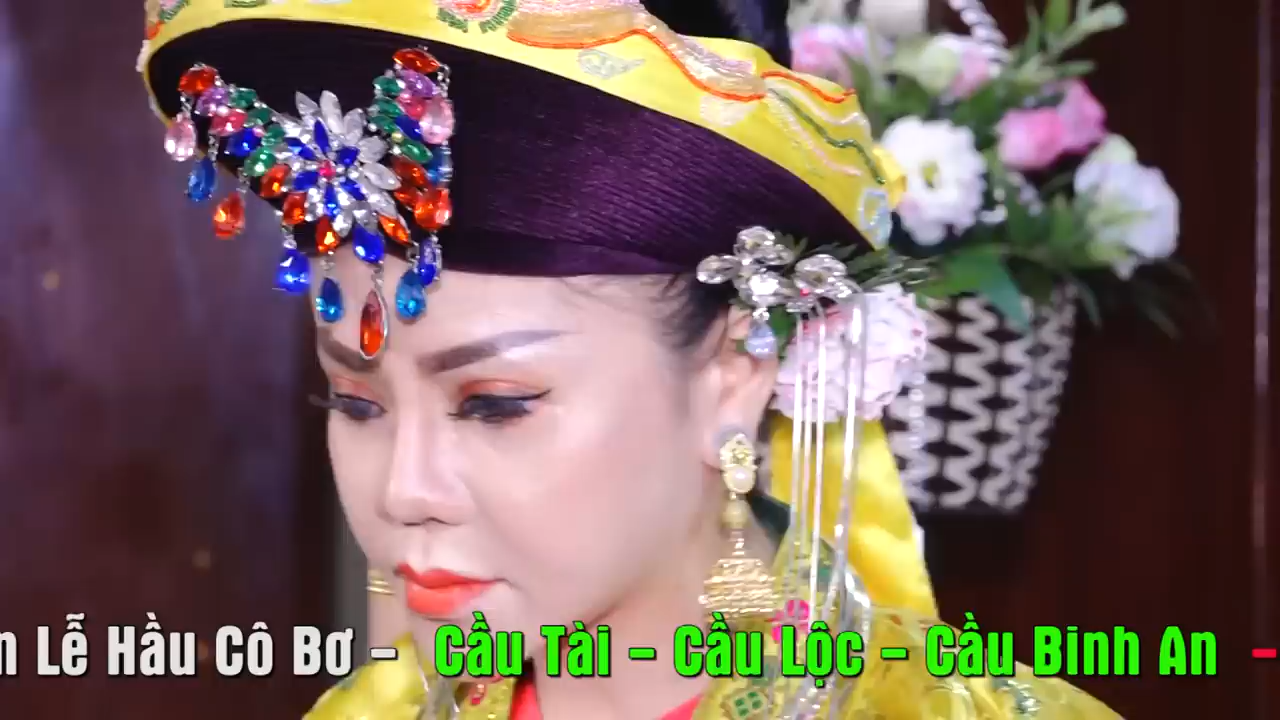 Lễ Hầu Cô Bơ - Cầu Tài - Cầu Lộc - Cầu Binh An -